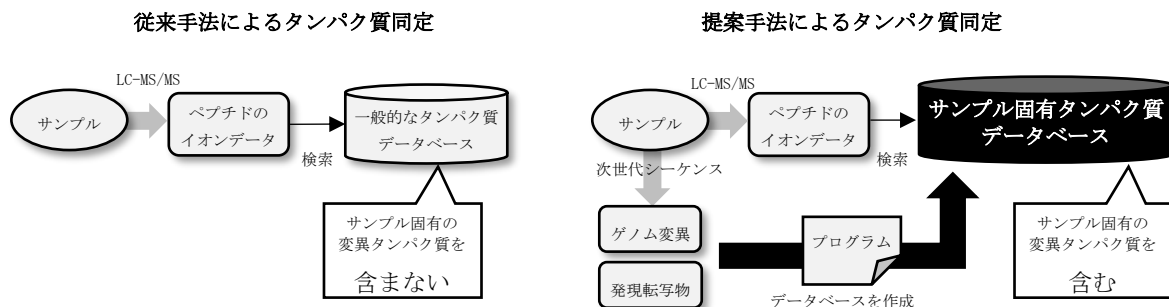 従来手法によるタンパク質同定
LC-MS/MS
サンプル
ペプチドの
イオンデータ
検索
一般的なタンパク質
データベース
サンプル固有の
変異タンパク質を
含まない
提案手法によるタンパク質同定
LC-MS/MS
サンプル
ペプチドの
イオンデータ
検索
サンプル固有タンパク質
データベース
次世代シーケンス
ゲノム変異
発現転写物
プログラム
データベースを作成
サンプル固有の
変異タンパク質を
含む